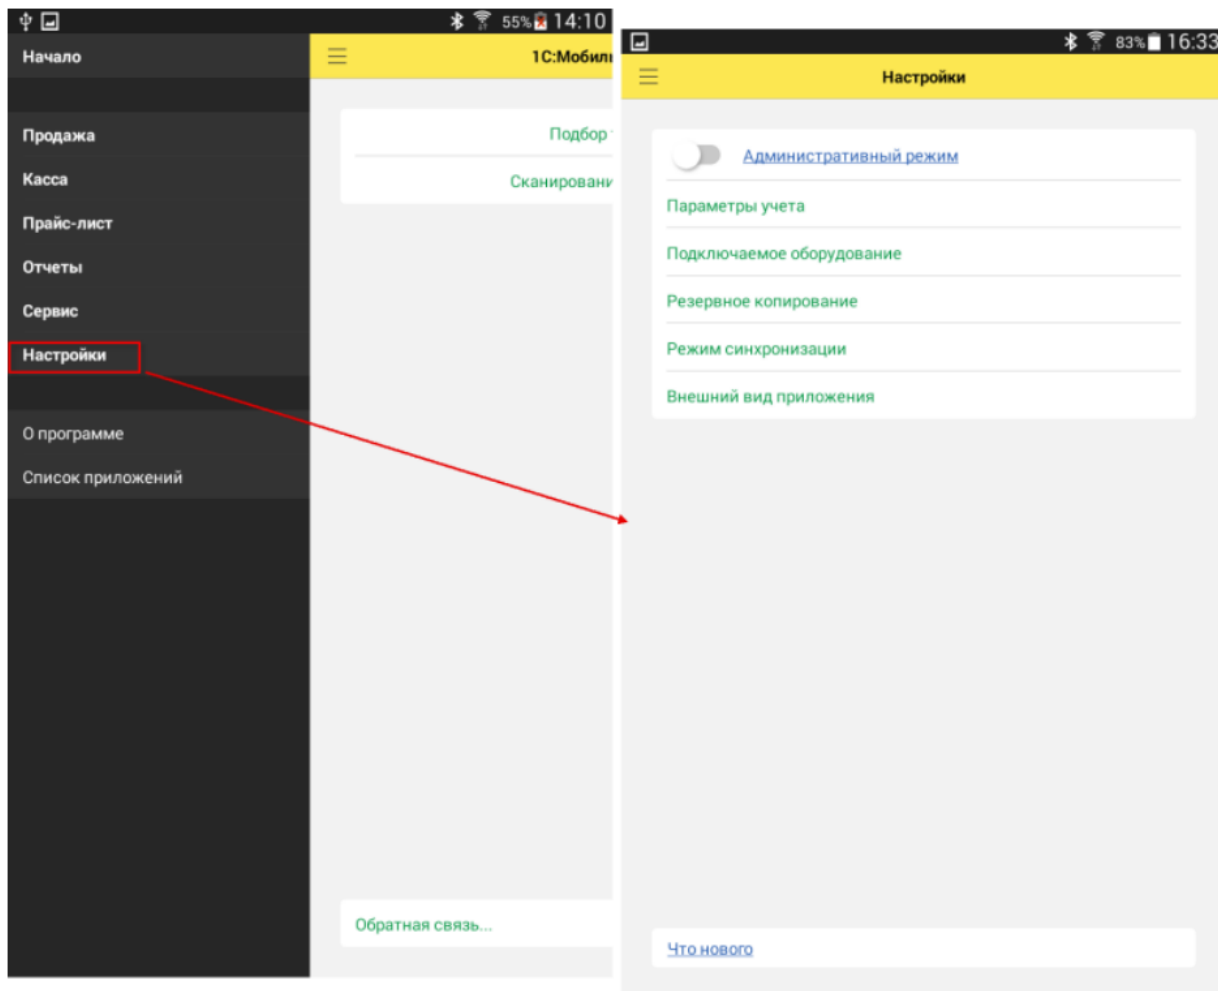 55% 14:10
Начало
1С:Мобил
Продажа
Касса
Прайс-лист
Отчеты
Сервис
Настройки
О программе
Список приложений
Подбор
Сканировани
Обратная связь...
83% 16:33
Настройки
Административный режим
Параметры учета
Подключаемое оборудование
Резервное копирование
Режим синхронизации
Внешний вид приложения
Что нового